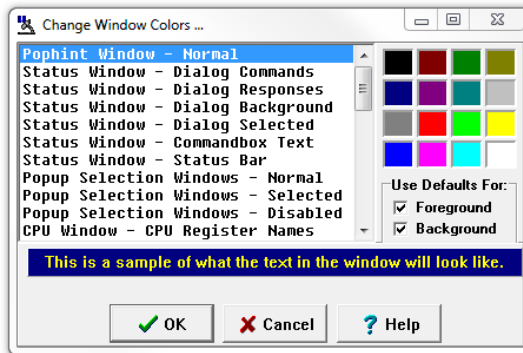 Change Window Colors ...
Pophint Window - Normal
Status Window - Dialog Commands
Status Window - Dialog Responses
Status Window - Dialog Background
Status Window - Dialog Selected
Status Window - Commandbox Text
Status Window - Status Bar
Popup Selection Windows - Normal
Popup Selection Windows - Selected
Popup Selection Windows - Disabled
CPU Window - CPU Register Names
Use Defaults For:
Foreground
Background
This is a sample of what the text in the window will look like.
OK
Cancel
? Help